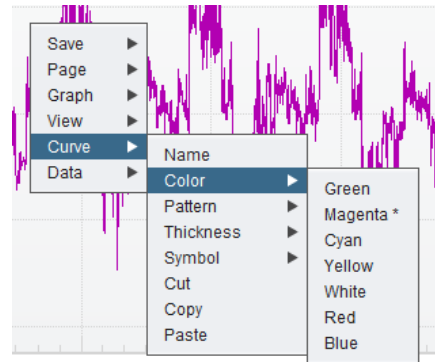 Save
Page
Graph
View
Curve
Data
Name
Color
Pattern
Thickness
Symbol
Cut
Copy
Paste
Green
Magenta *
Cyan
Yellow
White
Red
Blue